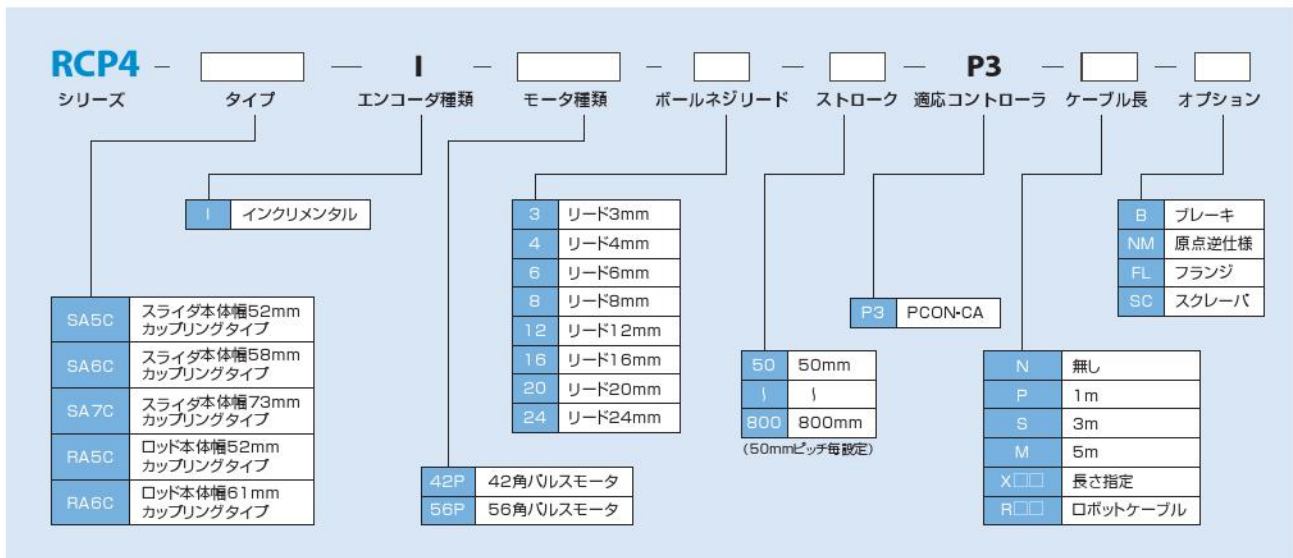 RCP4 - — I - — - — P3 — —
シリーズ タイプ エンコーダ種類 モータ種類 ボールネジリード ストローク 適応コントローラ ケーブル長 オプション
I インクリメンタル
SA5C スライダ本体幅52mm
カップリングタイプ
SA6C スライダ本体幅58mm
カップリングタイプ
SA7C スライダ本体幅73mm
カップリングタイプ
RA5C ロッド本体幅52mm
カップリングタイプ
RA6C ロッド本体幅61mm
カップリングタイプ
42P 42角パルスモータ
56P 56角パルスモータ
3 リード3mm
4 リード4mm
6 リード6mm
8 リード8mm
12 リード12mm
16 リード16mm
20 リード20mm
24 リード24mm
50 50mm
〜 〜
800 800mm
(50mmピッチ毎設定)
P3 PCON-CA
N 無し
P 1m
S 3m
M 5m
X□□ 長さ指定
R□□ ロボットケーブル
B ブレーキ
NM 原点逆仕様
FL フランジ
SC スクレーパ